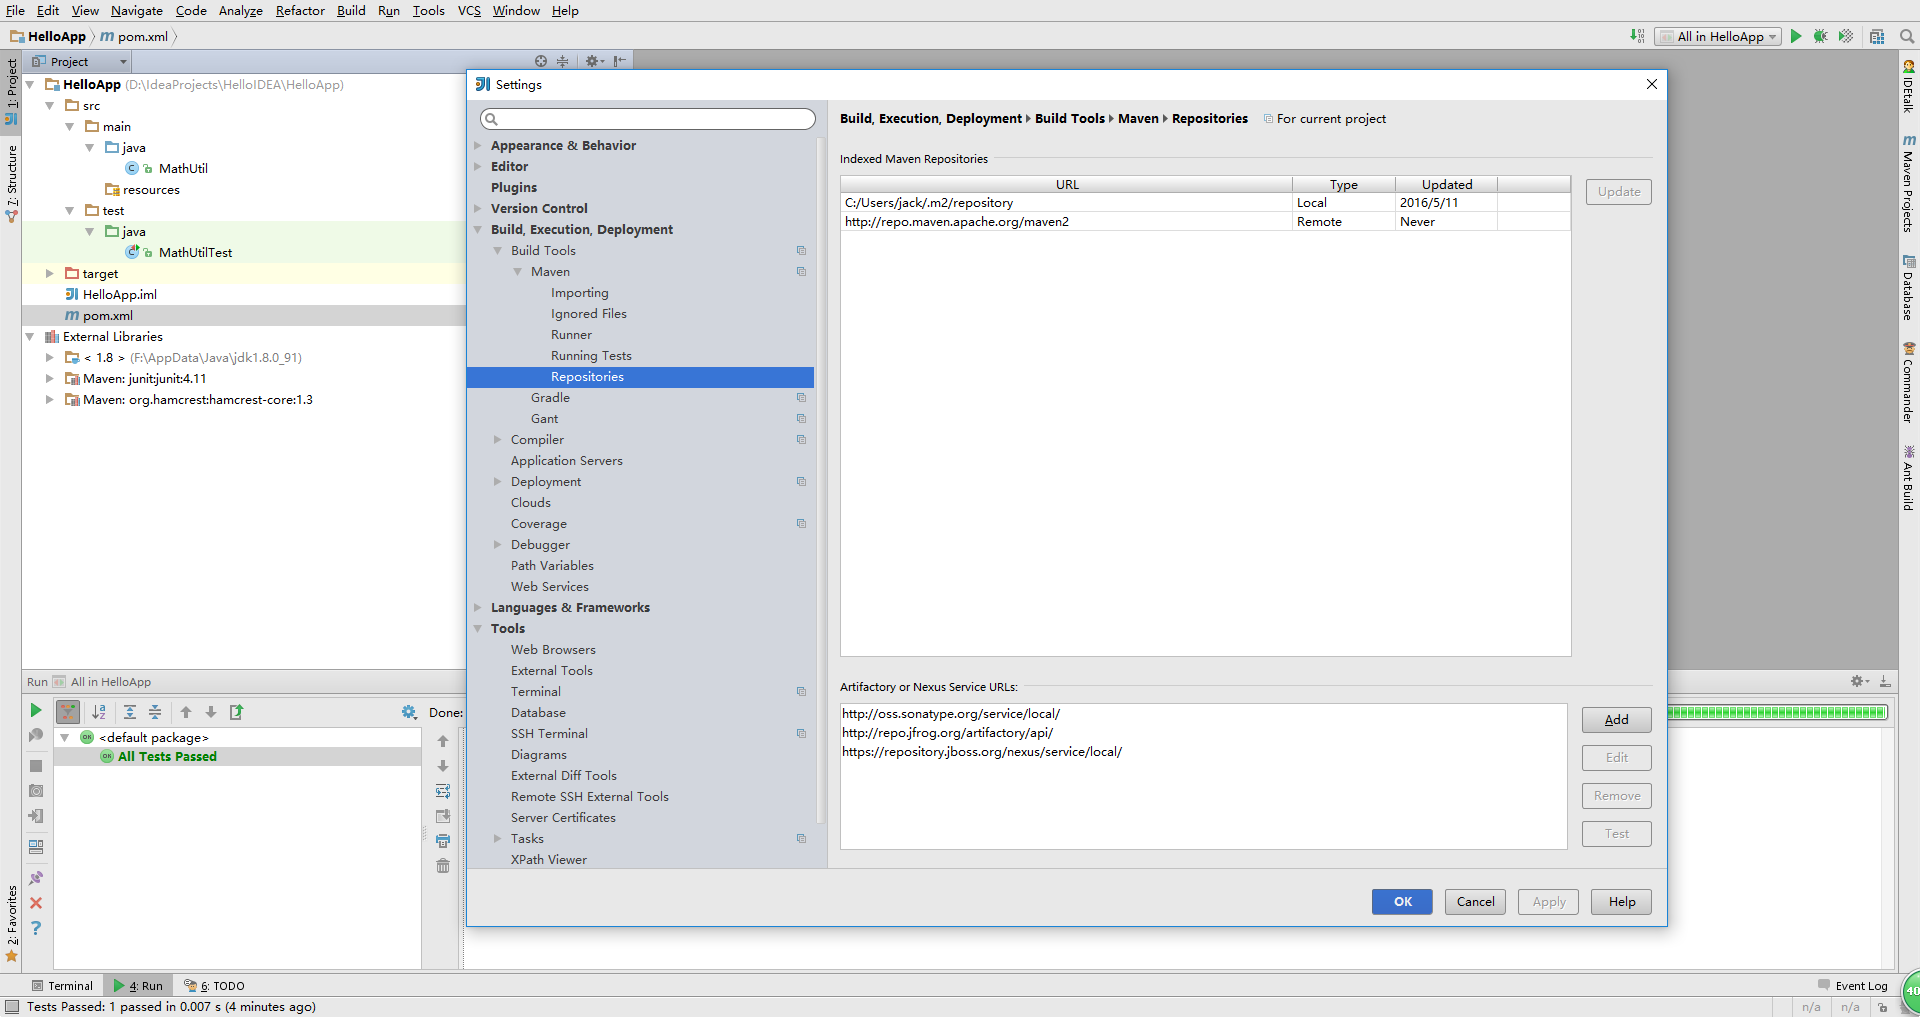 File Edit View Navigate Code Analyze Refactor Build Run Tools VCS Window Help
HelloApp pom.xml
All in HelloApp
1: Project
7: Structure
2: Favorites
Project
HelloApp (D:\IdeaProjects\HelloIDEA\HelloApp)
src
main
java
MathUtil
resources
test
java
MathUtilTest
target
HelloApp.iml
pom.xml
External Libraries
< 1.8 > (F:\AppData\Java\jdk1.8.0_91)
Maven: junit:junit:4.11
Maven: org.hamcrest:hamcrest-core:1.3
Settings
Appearance & Behavior
Editor
Plugins
Version Control
Build, Execution, Deployment
Build Tools
Maven
Importing
Ignored Files
Runner
Running Tests
Repositories
Gradle
Gant
Compiler
Application Servers
Deployment
Clouds
Coverage
Debugger
Path Variables
Web Services
Languages & Frameworks
Tools
Web Browsers
External Tools
Terminal
Database
SSH Terminal
Diagrams
External Diff Tools
Remote SSH External Tools
Server Certificates
Tasks
XPath Viewer
Build, Execution, Deployment Build Tools Maven Repositories For current project
Indexed Maven Repositories
URL Type Updated
C:/Users/jack/.m2/repository Local 2016/5/11
http://repo.maven.apache.org/maven2 Remote Never
Update
Artifactory or Nexus Service URLs:
http://oss.sonatype.org/service/local/
http://repo.jfrog.org/artifactory/api/
https://repository.jboss.org/nexus/service/local/
Add
Edit
Remove
Test
OK Cancel Apply Help
IDEtalk
Maven Projects
Database
Commander
Ant Build
Run All in HelloApp
Done:
<default package>
All Tests Passed
Terminal 4: Run 6: TODO
Event Log
Tests Passed: 1 passed in 0.007 s (4 minutes ago)
n/a n/a
40